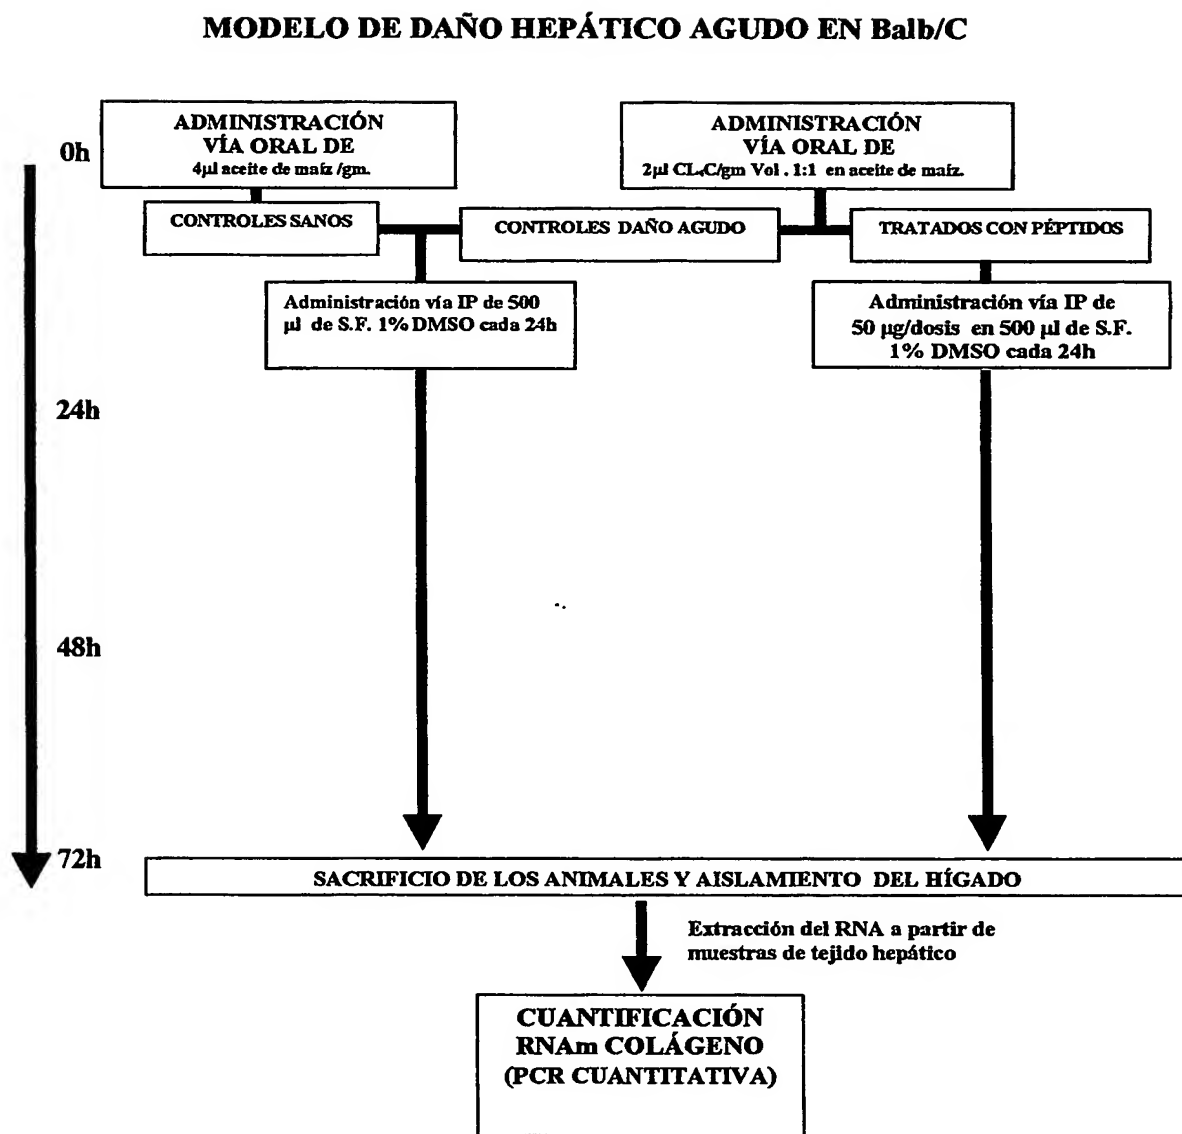 MODELO DE DAÑO HEPÁTICO AGUDO EN Balb/C
0h
ADMINISTRACIÓN
VÍA ORAL DE
4µl aceite de maíz /gm.
ADMINISTRACIÓN
VÍA ORAL DE
2µl CL₄C/gm Vol . 1:1 en aceite de maíz.
CONTROLES SANOS
CONTROLES DAÑO AGUDO
TRATADOS CON PÉPTIDOS
Administración vía IP de 500
µl de S.F. 1% DMSO cada 24h
Administración vía IP de
50 µg/dosis en 500 µl de S.F.
1% DMSO cada 24h
24h
48h
72h
SACRIFICIO DE LOS ANIMALES Y AISLAMIENTO DEL HÍGADO
Extracción del RNA a partir de
muestras de tejido hepático
CUANTIFICACIÓN
RNAm COLÁGENO
(PCR CUANTITATIVA)